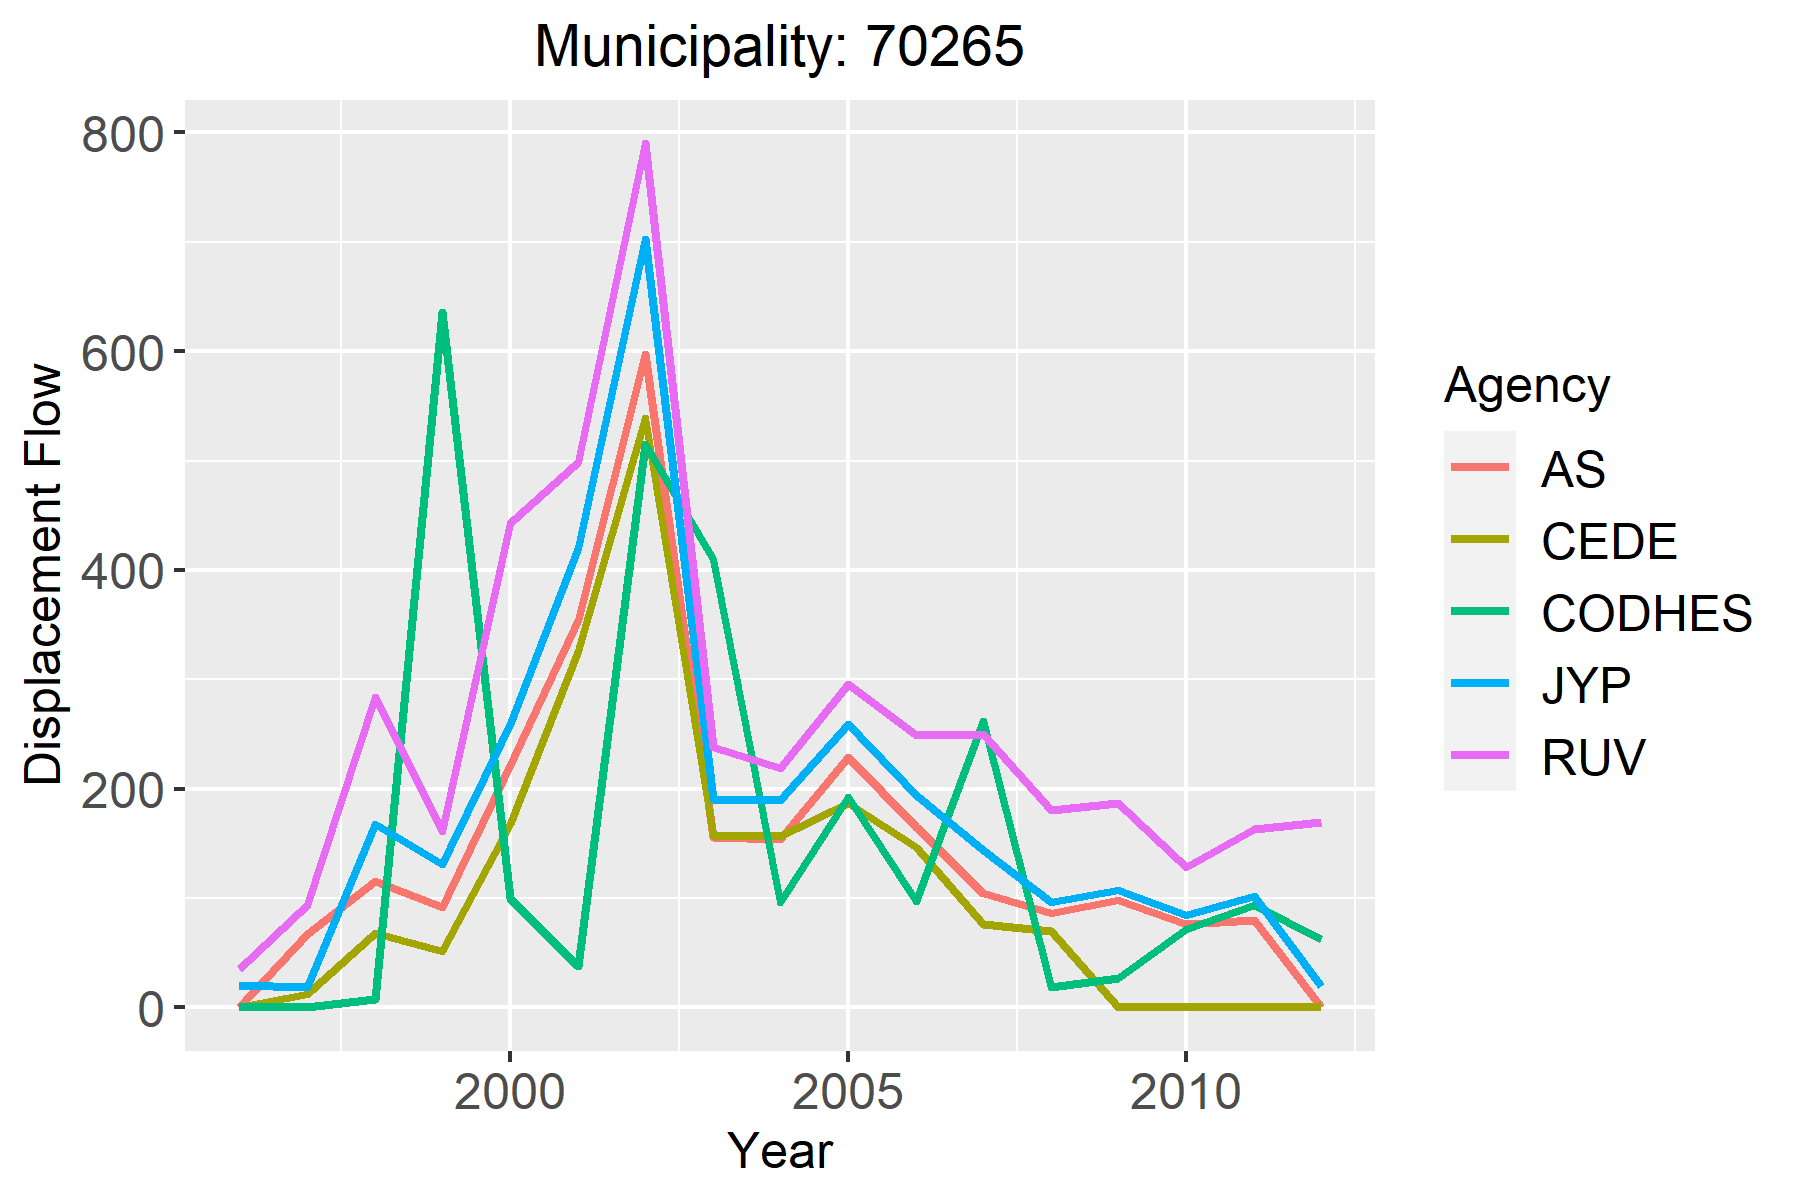 Municipality: 70265
Displacement Flow
800
600
400
200
0
2000 2005 2010
Year
Agency
AS
CEDE
CODHES
JYP
RUV